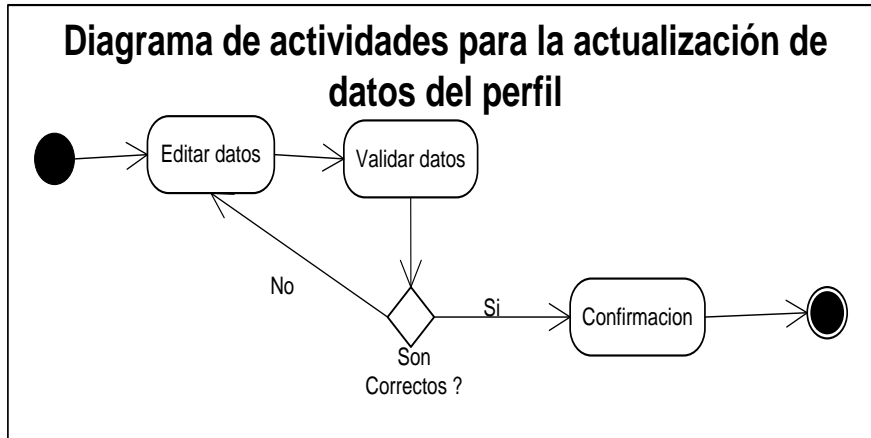 Diagrama de actividades para la actualización de
datos del perfil
Editar datos
Validar datos
No
Si
Confirmacion
Son
Correctos ?